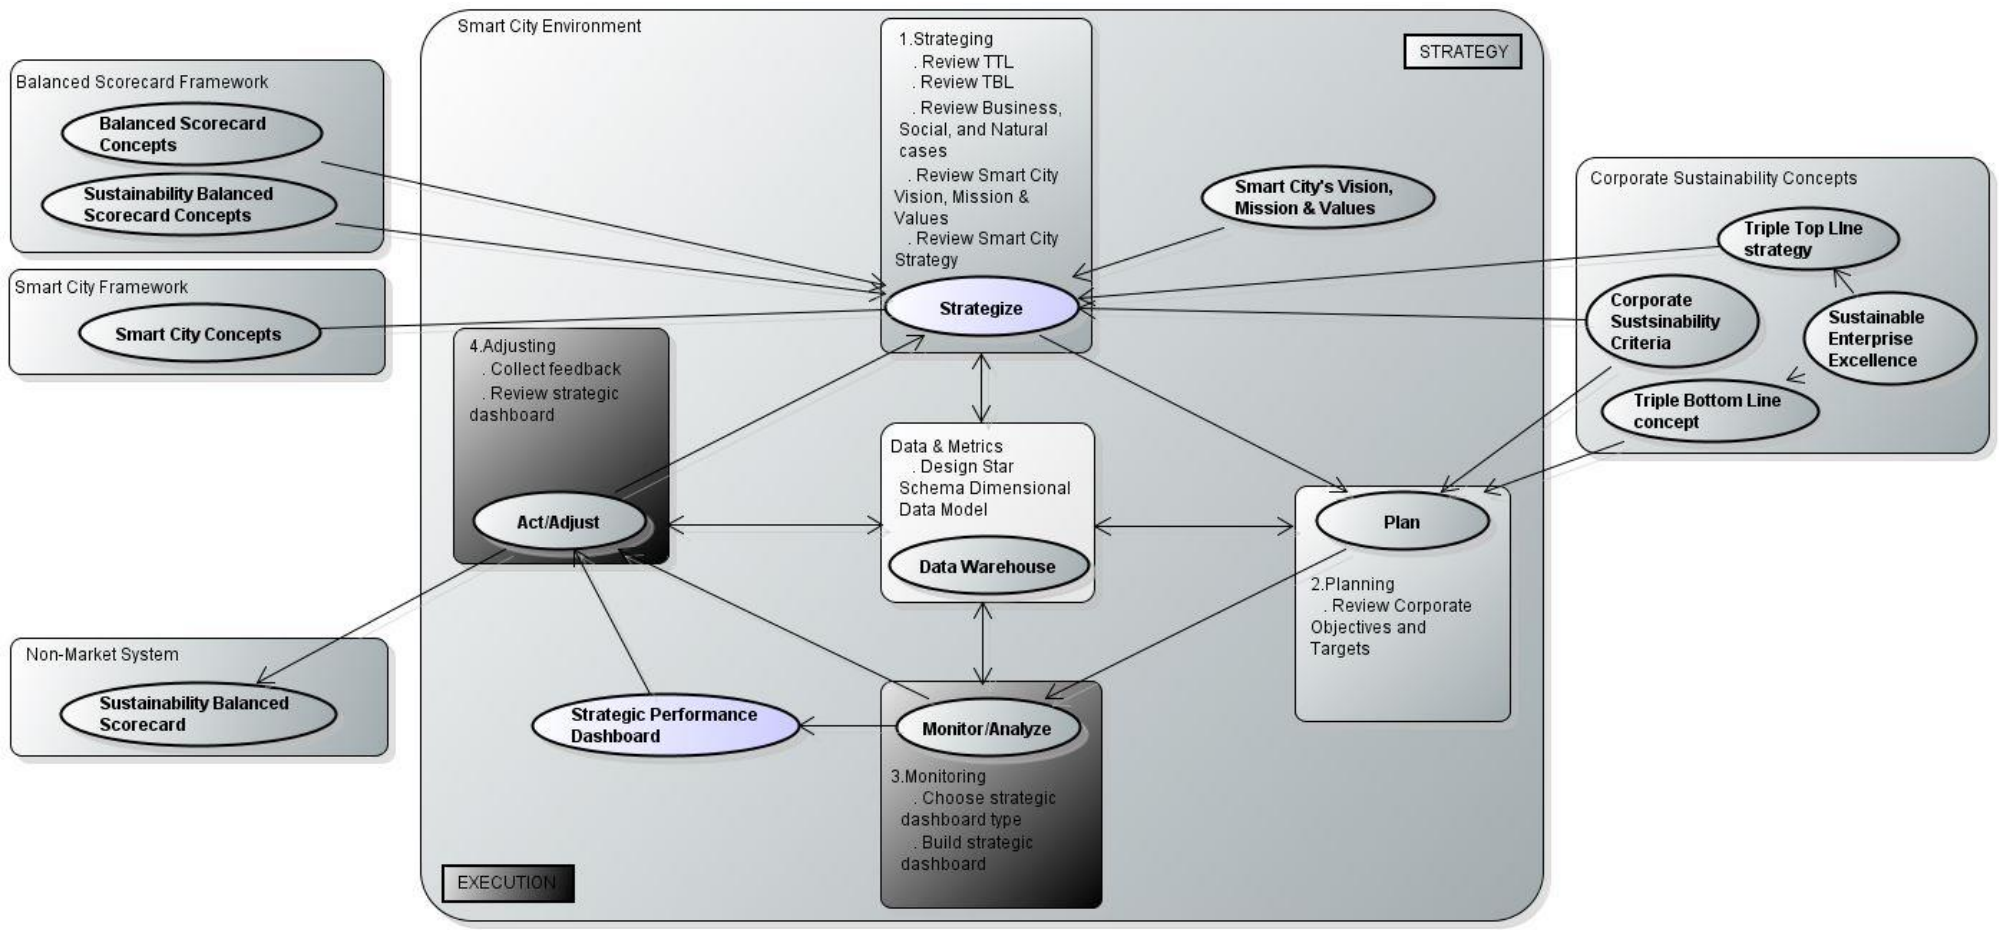 Smart City Environment
STRATEGY
1.Strateging
. Review TTL
. Review TBL
. Review Business,
Social, and Natural
cases
. Review Smart City
Vision, Mission &
Values
. Review Smart City
Strategy
Strategize
Balanced Scorecard Framework
Balanced Scorecard
Concepts
Sustainability Balanced
Scorecard Concepts
Smart City Framework
Smart City Concepts
Smart City's Vision,
Mission & Values
Corporate Sustainability Concepts
Triple Top LIne
strategy
Corporate
Sustsinability
Criteria
Sustainable
Enterprise
Excellence
Triple Bottom Line
concept
4.Adjusting
. Collect feedback
. Review strategic
dashboard
Act/Adjust
Data & Metrics
. Design Star
Schema Dimensional
Data Model
Data Warehouse
Plan
2.Planning
. Review Corporate
Objectives and
Targets
Non-Market System
Sustainability Balanced
Scorecard
Strategic Performance
Dashboard
Monitor/Analyze
3.Monitoring
. Choose strategic
dashboard type
. Build strategic
dashboard
EXECUTION